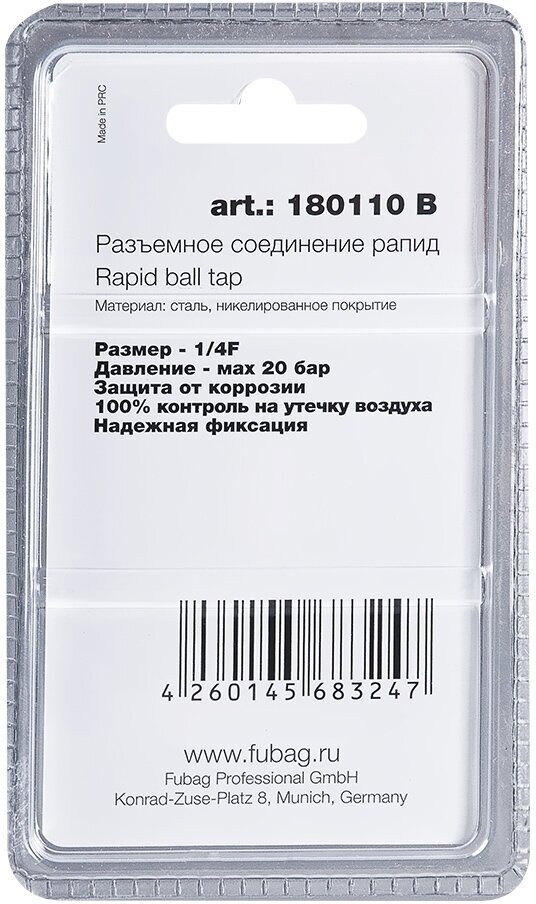 Made in PRC
art.: 180110 B
Разъемное соединение рапид
Rapid ball tap
Материал: сталь, никелированное покрытие
Размер - 1/4F
Давление - мах 20 бар
Защита от коррозии
100% контроль на утечку воздуха
Надежная фиксация
4 260145 683247
www.fubag.ru
Fubag Professional GmbH
Konrad-Zuse-Platz 8, Munich, Germany